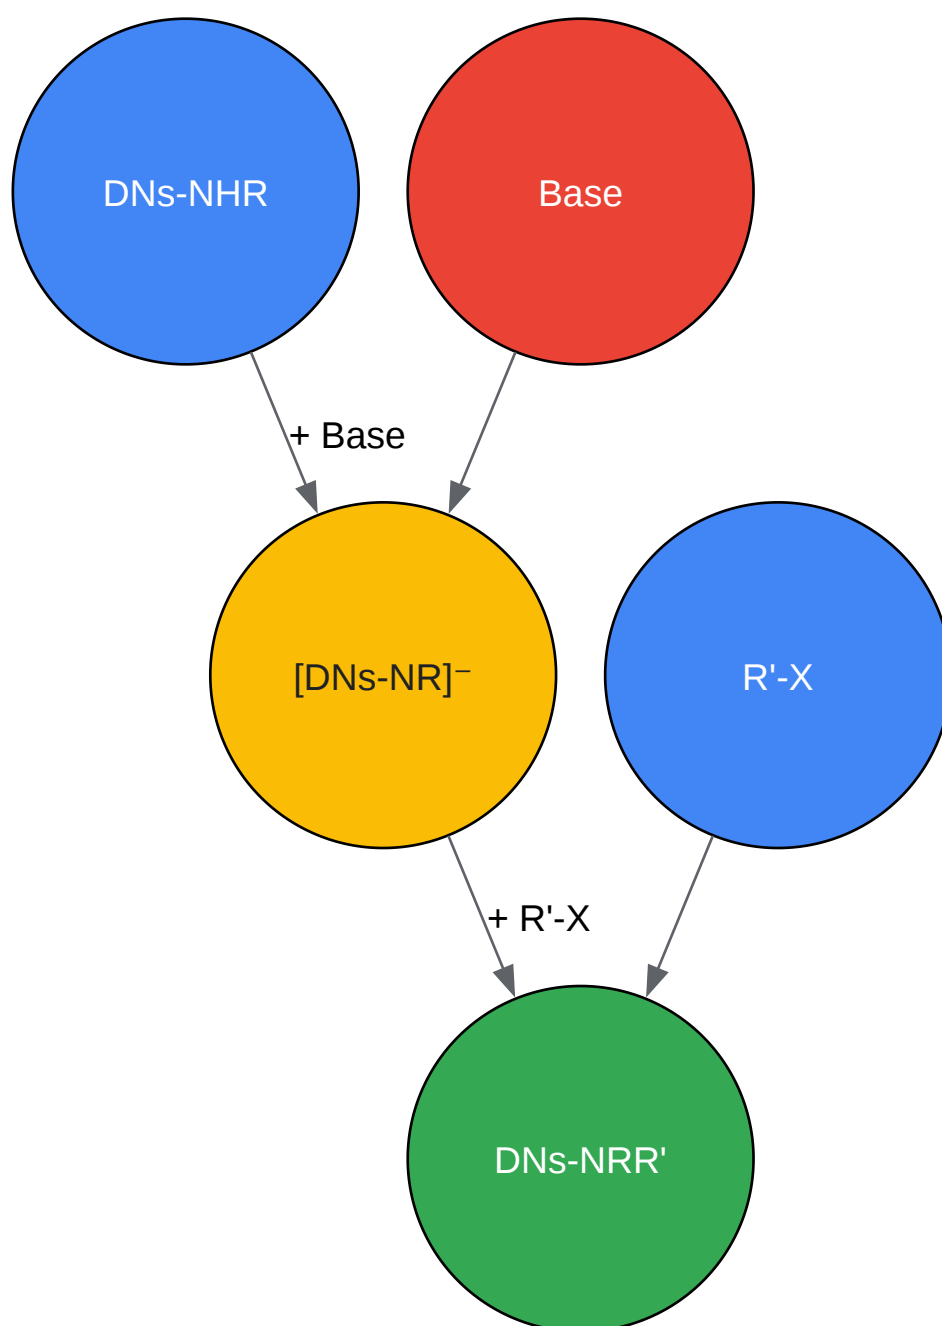 DNs-NHR
Base
+ Base
[DNs-NR]⁻
R'-X
+ R'-X
DNs-NRR'